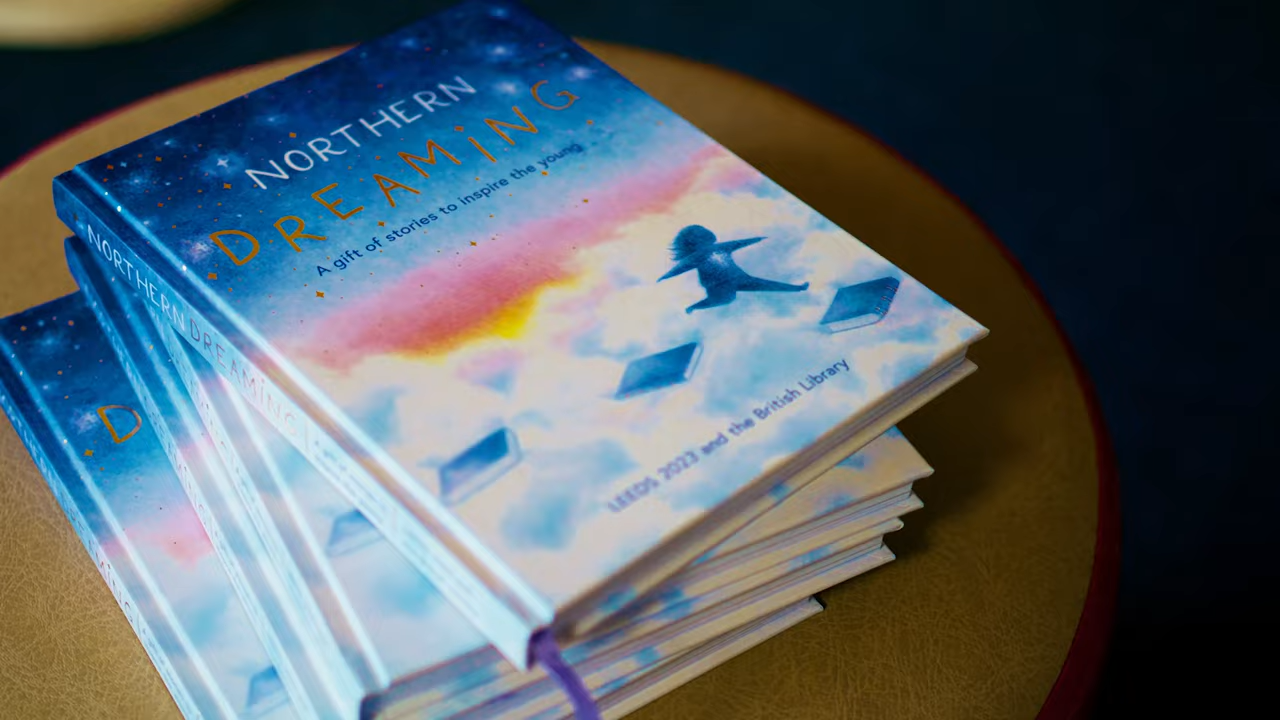 NORTHERN
DREAMING
A gift of stories to inspire the young
LEEDS 2023 and the British Library
NORTHERN DREAMING
D